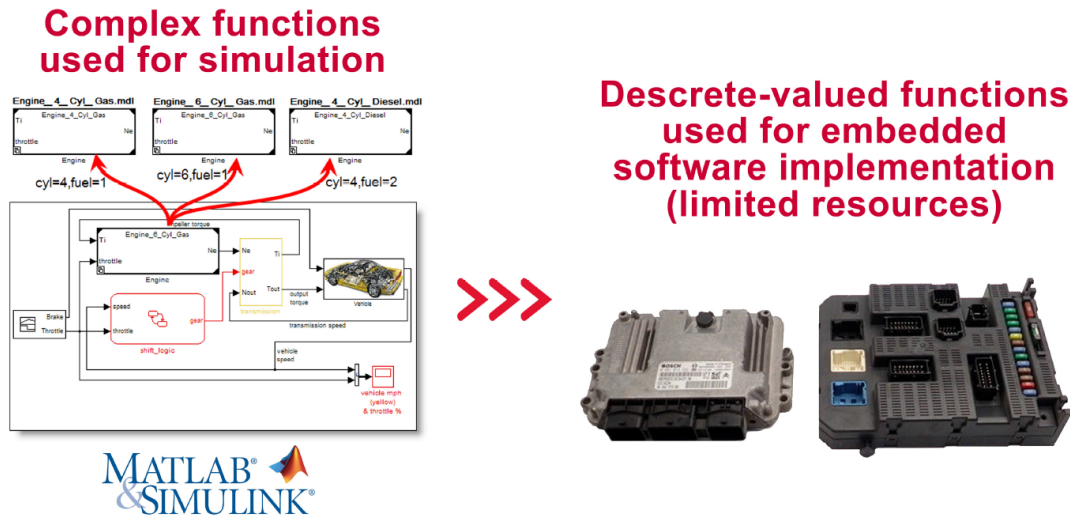 Complex functions
used for simulation
Engine_4_Cyl_Gas.mdl
Engine_6_Cyl_Gas.mdl
Engine_4_Cyl_Diesel.mdl
Engine_4_Cyl_Gas
Engine_6_Cyl_Gas
Engine_4_Cyl_Diesel
Ti
Ne
throttle
Ti
Ne
throttle
Ti
Ne
throttle
Engine
Engine
Engine
cyl=4,fuel=1
cyl=6,fuel=1
cyl=4,fuel=2
Engine_6_Cyl_Gas
Ti
Ne
throttle
Engine
Ne
gear
Nout
Ti
Tout
transmission
output
torque
Vehicle
transmission speed
speed
throttle
gear
shift_logic
Brake
Throttle
vehicle
speed
vehicle mph
(yellow)
& throttle %
MATLAB®
&SIMULINK®
Descrete-valued functions
used for embedded
software implementation
(limited resources)
BOSCH